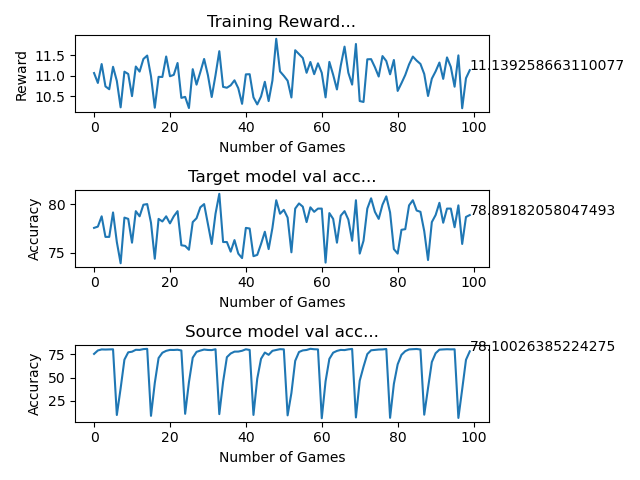 Training Reward...
Reward
11.5
11.0
10.5
11.139258663110077
0 20 40 60 80 100
Number of Games
Target model val acc...
Accuracy
80
75
78.89182058047493
0 20 40 60 80 100
Number of Games
Source model val acc...
Accuracy
75
50
25
78.10026385224275
0 20 40 60 80 100
Number of Games